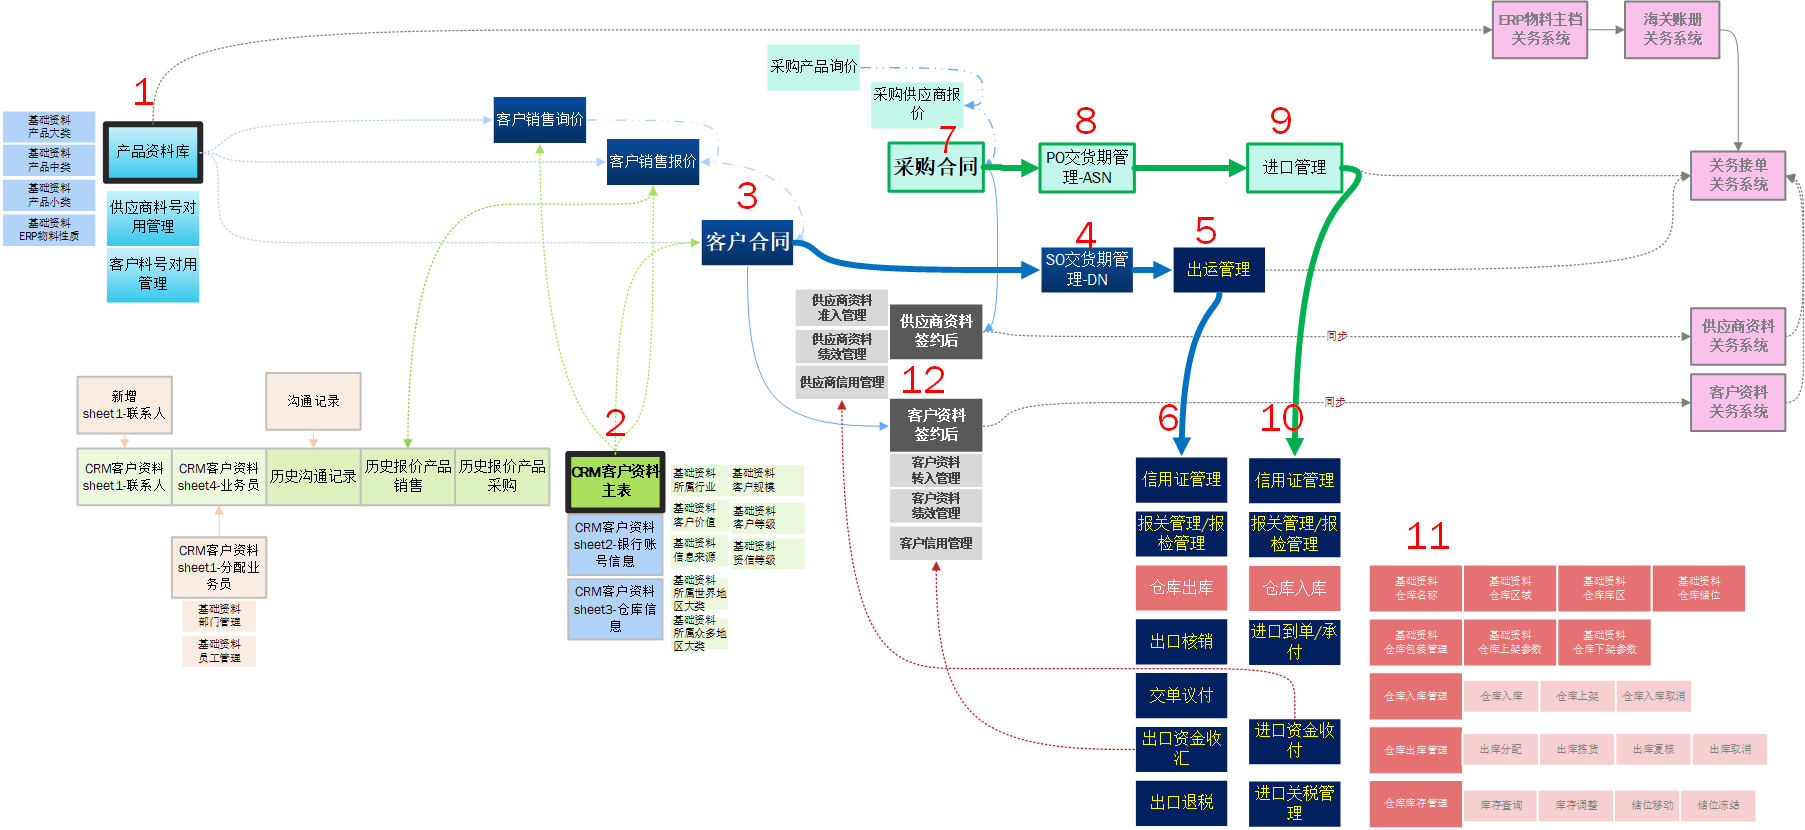 ERP物料主档
关务系统
海关账册
关务系统
采购产品询价
1
采购供应商报
价
基础资料
产品大类
基础资料
产品中类
基础资料
产品小类
基础资料
ERP物料性质
产品资料库
供应商料号对
用管理
客户料号对用
管理
客户销售询价
客户销售报价
3
客户合同
7
采购合同
8
PO交货期管
理-ASN
9
进口管理
关务接单
关务系统
4
SO交货期管
理-DN
5
出运管理
供应商资料
准入管理
供应商资料
绩效管理
供应商信用管理
供应商资料
签约后
同步
供应商资料
关务系统
12
客户资料
签约后
同步
客户资料
关务系统
客户资料
转入管理
客户资料
绩效管理
客户信用管理
新增
sheet1-联系人
沟通记录
CRM客户资料
sheet1-联系人
CRM客户资料
sheet4-业务员
历史沟通记录
历史报价产品
销售
历史报价产品
采购
CRM客户资料
sheet1-分配业
务员
基础资料
部门管理
基础资料
员工管理
2
CRM客户资料
主表
CRM客户资料
sheet2-银行账
号信息
CRM客户资料
sheet3-仓库信
息
基础资料
所属行业
基础资料
客户规模
基础资料
客户价值
基础资料
客户等级
基础资料
信息来源
基础资料
资信等级
基础资料
所属世界地
区大类
基础资料
所属众多地
区大类
6
信用证管理
报关管理/报
检管理
仓库出库
出口核销
交单议付
出口资金收
汇
出口退税
10
信用证管理
报关管理/报
检管理
仓库入库
进口到单/承
付
进口资金收
付
进口关税管
理
11
基础资料
仓库名称
基础资料
仓库区域
基础资料
仓库库区
基础资料
仓库储位
基础资料
仓库包装管理
基础资料
仓库上架参数
基础资料
仓库下架参数
仓库入库管理
仓库入库
仓库上架
仓库入库取消
仓库出库管理
出库分配
出库拣货
出库复核
出库取消
仓库库存管理
库存查询
库存调整
储位移动
储位冻结